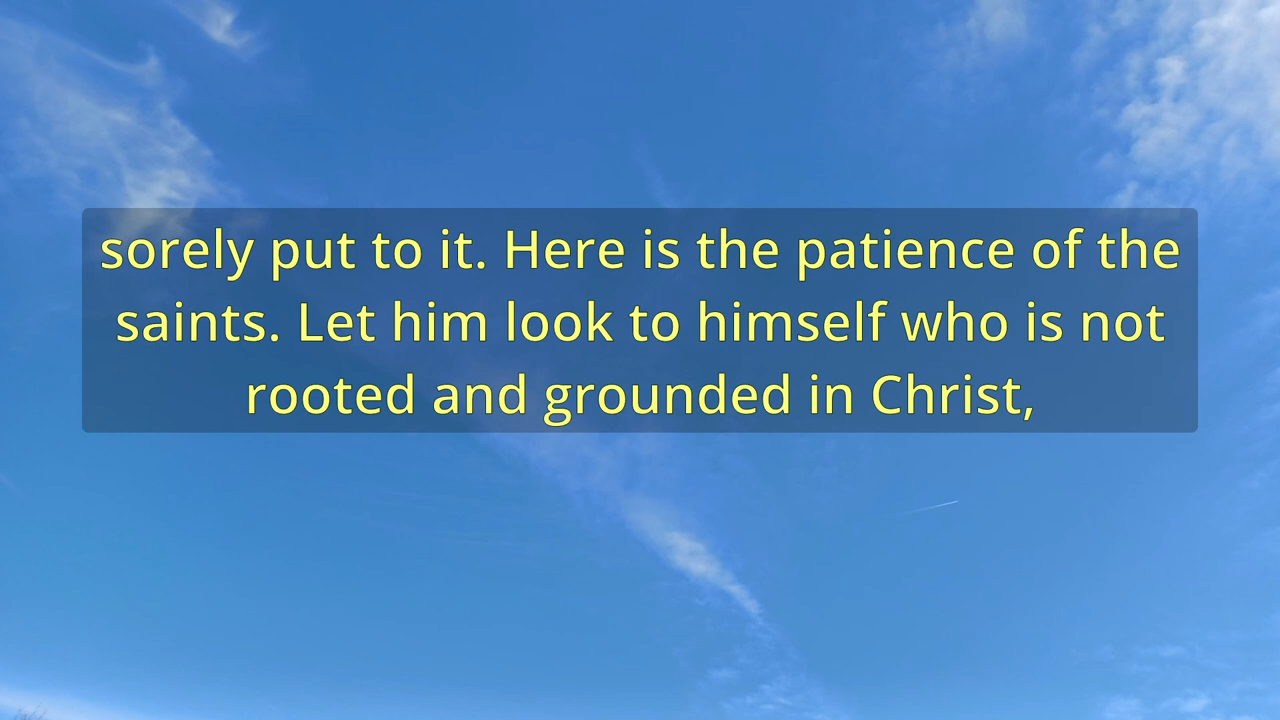 sorely put to it. Here is the patience of the
saints. Let him look to himself who is not
rooted and grounded in Christ,